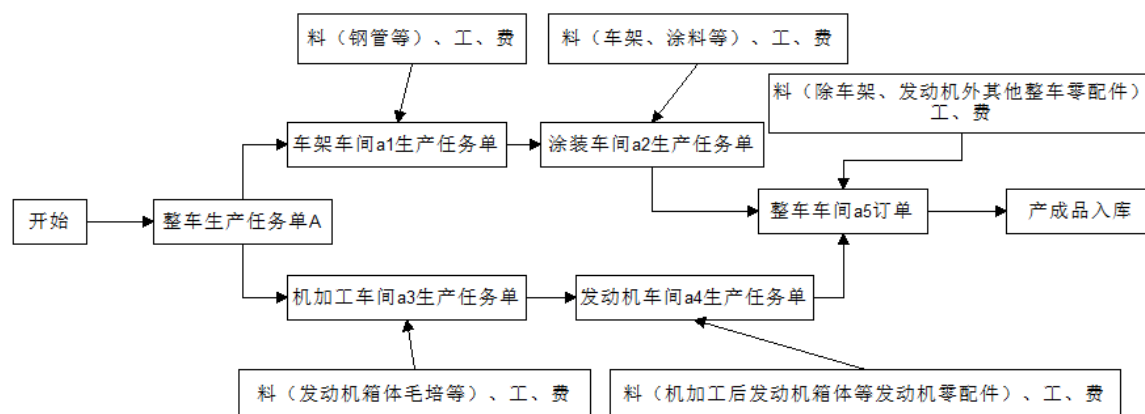 料（钢管等）、工、费
料（车架、涂料等）、工、费
料（除车架、发动机外其他整车零配件）
工、费
车架车间a1生产任务单
涂装车间a2生产任务单
开始
整车生产任务单A
整车车间a5订单
产成品入库
机加工车间a3生产任务单
发动机车间a4生产任务单
料（发动机箱体毛培等）、工、费
料（机加工后发动机箱体等发动机零配件）、工、费